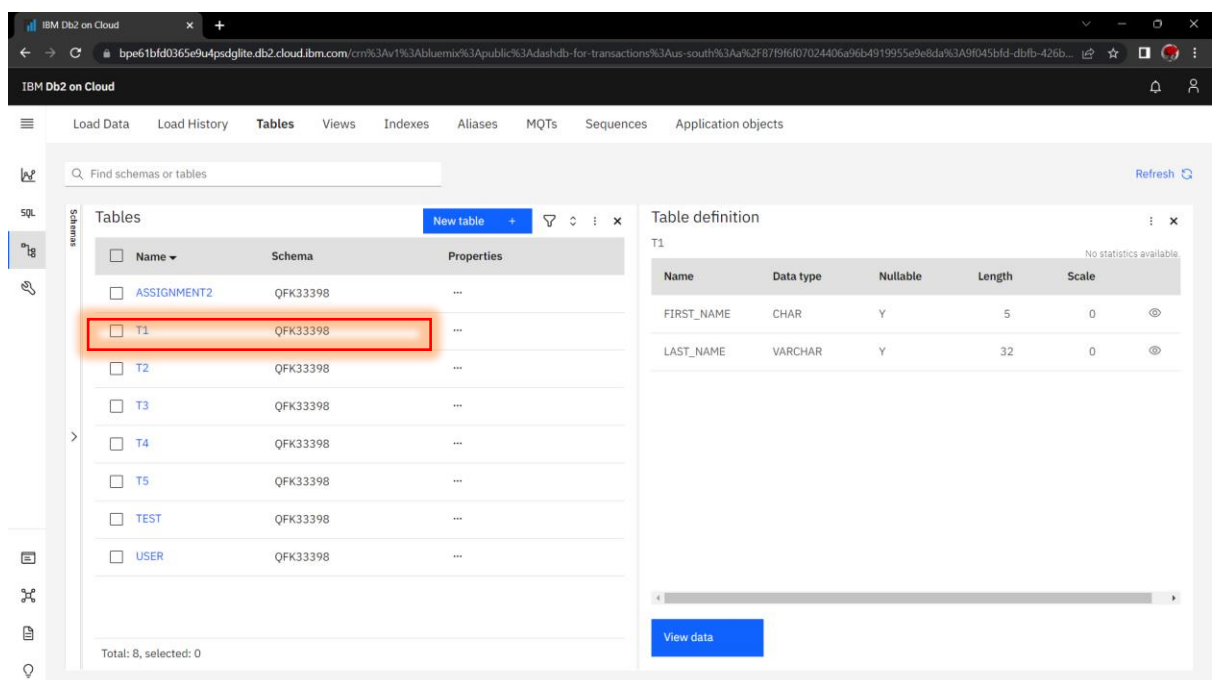 IBM Db2 on Cloud
bpe61bfd0365e9u4psdglite.db2.cloud.ibm.com/crn%3Av1%3Abluemix%3Apublic%3Adashdb-for-transactions%3Aus-south%3Aa%2F87f9f6f07024406a96b4919955e9e8da%3A9f045bfd-dbfb-426b...
IBM Db2 on Cloud
Load Data Load History Tables Views Indexes Aliases MQTs Sequences Application objects
Find schemas or tables
Refresh
SQL
Schemas
Tables
New table +
Name Schema Properties
ASSIGNMENT2 QFK33398 ...
T1 QFK33398 ...
T2 QFK33398 ...
T3 QFK33398 ...
T4 QFK33398 ...
T5 QFK33398 ...
TEST QFK33398 ...
USER QFK33398 ...
Total: 8, selected: 0
Table definition
T1
No statistics available.
Name Data type Nullable Length Scale
FIRST_NAME CHAR Y 5 0
LAST_NAME VARCHAR Y 32 0
View data